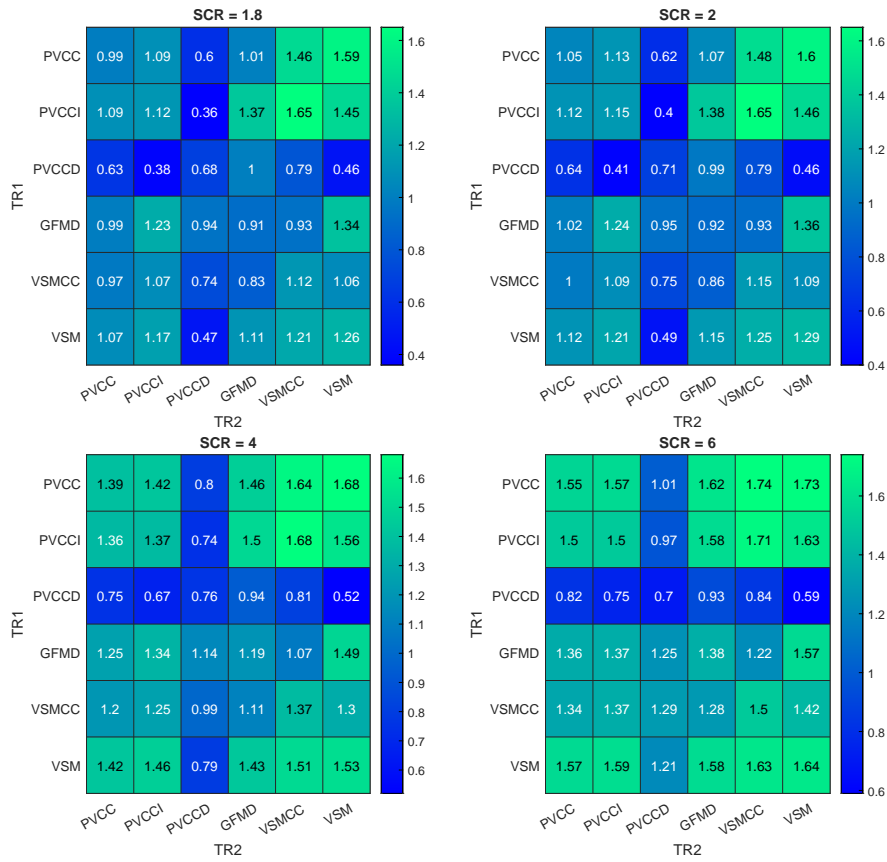 SCR = 1.8
PVCC 0.99 1.09 0.6 1.01 1.46 1.59
PVCCI 1.09 1.12 0.36 1.37 1.65 1.45
PVCCD 0.63 0.38 0.68 1 0.79 0.46
GFMD 0.99 1.23 0.94 0.91 0.93 1.34
VSMCC 0.97 1.07 0.74 0.83 1.12 1.06
VSM 1.07 1.17 0.47 1.11 1.21 1.26
TR1
PVCC PVCCI PVCCD GFMD VSMCC VSM
TR2
1.6
1.4
1.2
1
0.8
0.6
0.4
SCR = 2
PVCC 1.05 1.13 0.62 1.07 1.48 1.6
PVCCI 1.12 1.15 0.4 1.38 1.65 1.46
PVCCD 0.64 0.41 0.71 0.99 0.79 0.46
GFMD 1.02 1.24 0.95 0.92 0.93 1.36
VSMCC 1 1.09 0.75 0.86 1.15 1.09
VSM 1.12 1.21 0.49 1.15 1.25 1.29
TR1
PVCC PVCCI PVCCD GFMD VSMCC VSM
TR2
1.6
1.4
1.2
1
0.8
0.6
0.4
SCR = 4
PVCC 1.39 1.42 0.8 1.46 1.64 1.68
PVCCI 1.36 1.37 0.74 1.5 1.68 1.56
PVCCD 0.75 0.67 0.76 0.94 0.81 0.52
GFMD 1.25 1.34 1.14 1.19 1.07 1.49
VSMCC 1.2 1.25 0.99 1.11 1.37 1.3
VSM 1.42 1.46 0.79 1.43 1.51 1.53
TR1
PVCC PVCCI PVCCD GFMD VSMCC VSM
TR2
1.6
1.5
1.4
1.3
1.2
1.1
1
0.9
0.8
0.7
0.6
SCR = 6
PVCC 1.55 1.57 1.01 1.62 1.74 1.73
PVCCI 1.5 1.5 0.97 1.58 1.71 1.63
PVCCD 0.82 0.75 0.7 0.93 0.84 0.59
GFMD 1.36 1.37 1.25 1.38 1.22 1.57
VSMCC 1.34 1.37 1.29 1.28 1.5 1.42
VSM 1.57 1.59 1.21 1.58 1.63 1.64
TR1
PVCC PVCCI PVCCD GFMD VSMCC VSM
TR2
1.6
1.4
1.2
1
0.8
0.6